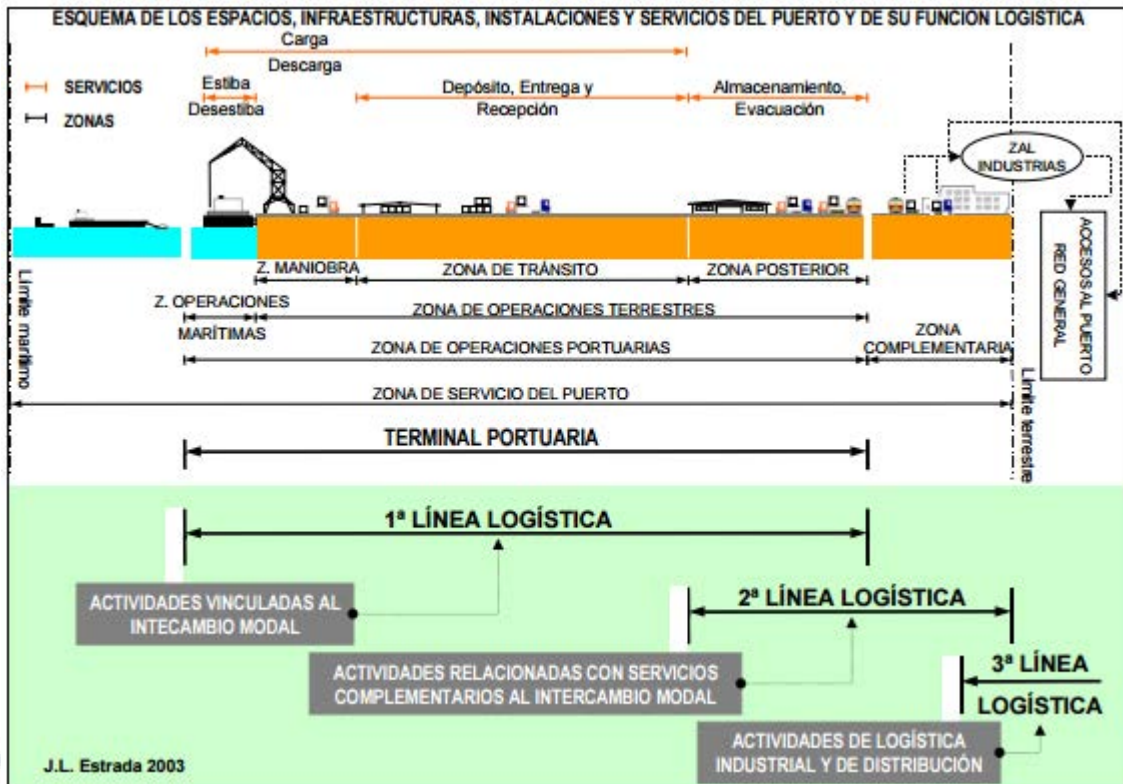 ESQUEMA DE LOS ESPACIOS, INFRAESTRUCTURAS, INSTALACIONES Y SERVICIOS DEL PUERTO Y DE SU FUNCION LOGISTICA
Carga
Descarga
SERVICIOS
ZONAS
Estiba
Desestiba
Depósito, Entrega y
Recepción
Almacenamiento,
Evacuación
ZAL
INDUSTRIAS
ACCESOS AL PUERTO
RED GENERAL
Límite marítimo
Z. MANIOBRA
ZONA DE TRÁNSITO
ZONA POSTERIOR
Z. OPERACIONES
MARÍTIMAS
ZONA DE OPERACIONES TERRESTRES
ZONA DE OPERACIONES PORTUARIAS
ZONA
COMPLEMENTARIA
ZONA DE SERVICIO DEL PUERTO
Límite terrestre
TERMINAL PORTUARIA
1ª LÍNEA LOGÍSTICA
ACTIVIDADES VINCULADAS AL
INTECAMBIO MODAL
2ª LÍNEA LOGÍSTICA
ACTIVIDADES RELACIONADAS CON SERVICIOS
COMPLEMENTARIOS AL INTERCAMBIO MODAL
3ª LÍNEA
LOGÍSTICA
ACTIVIDADES DE LOGÍSTICA
INDUSTRIAL Y DE DISTRIBUCIÓN
J.L. Estrada 2003